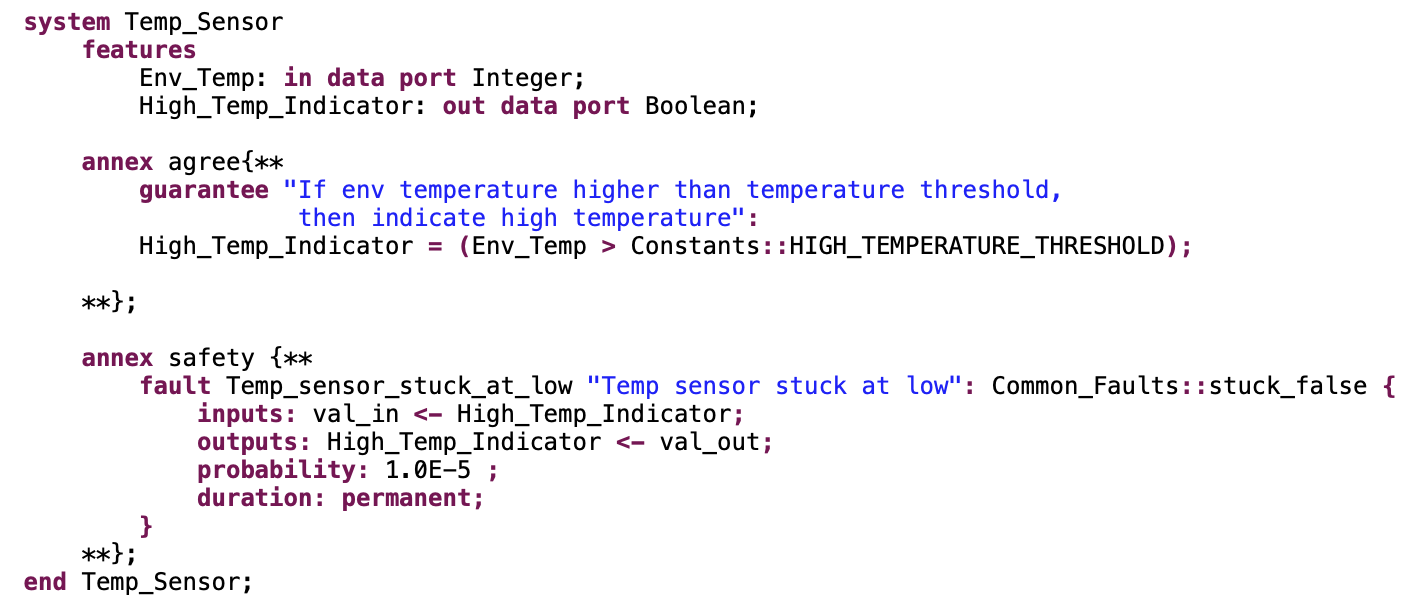 system Temp_Sensor
features
Env_Temp: in data port Integer;
High_Temp_Indicator: out data port Boolean;
annex agree{**
guarantee "If env temperature higher than temperature threshold,
then indicate high temperature":
High_Temp_Indicator = (Env_Temp > Constants::HIGH_TEMPERATURE_THRESHOLD);
**};
annex safety {**
fault Temp_sensor_stuck_at_low "Temp sensor stuck at low": Common_Faults::stuck_false {
inputs: val_in <- High_Temp_Indicator;
outputs: High_Temp_Indicator <- val_out;
probability: 1.0E-5 ;
duration: permanent;
}
**};
end Temp_Sensor;